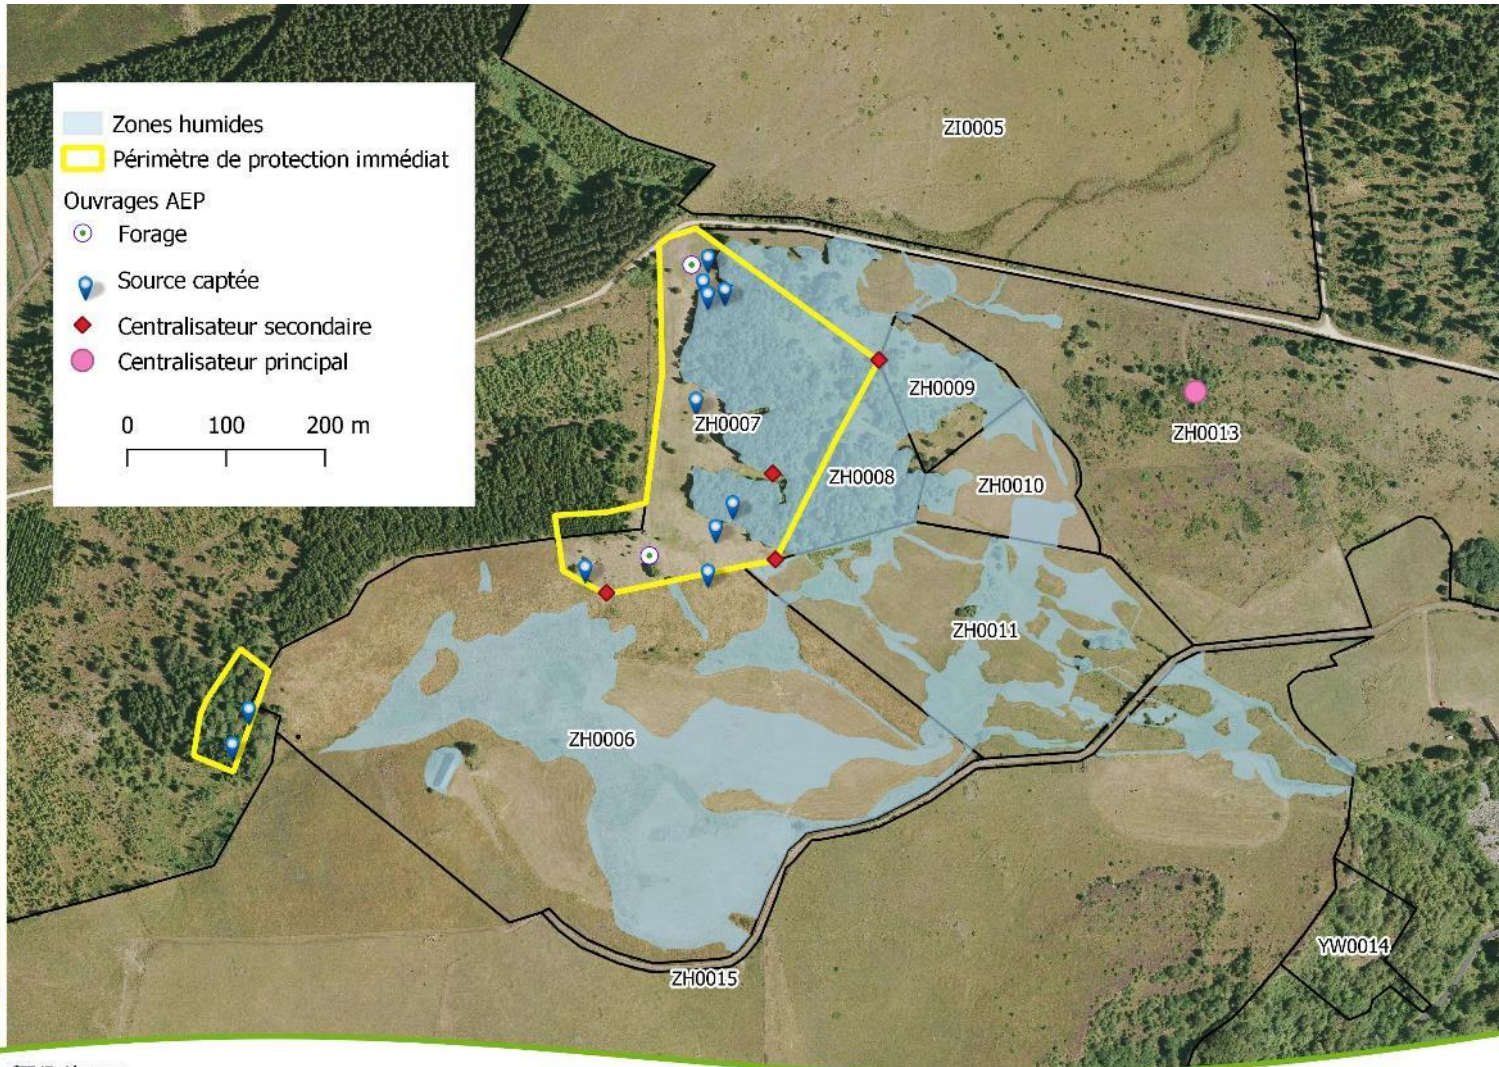 Zones humides
Périmètre de protection immédiat
Ouvrages AEP
Forage
Source captée
Centralisateur secondaire
Centralisateur principal
0 100 200 m
ZI0005
ZH0009
ZH0007
ZH0013
ZH0008
ZH0010
ZH0011
ZH0006
YW0014
ZH0015